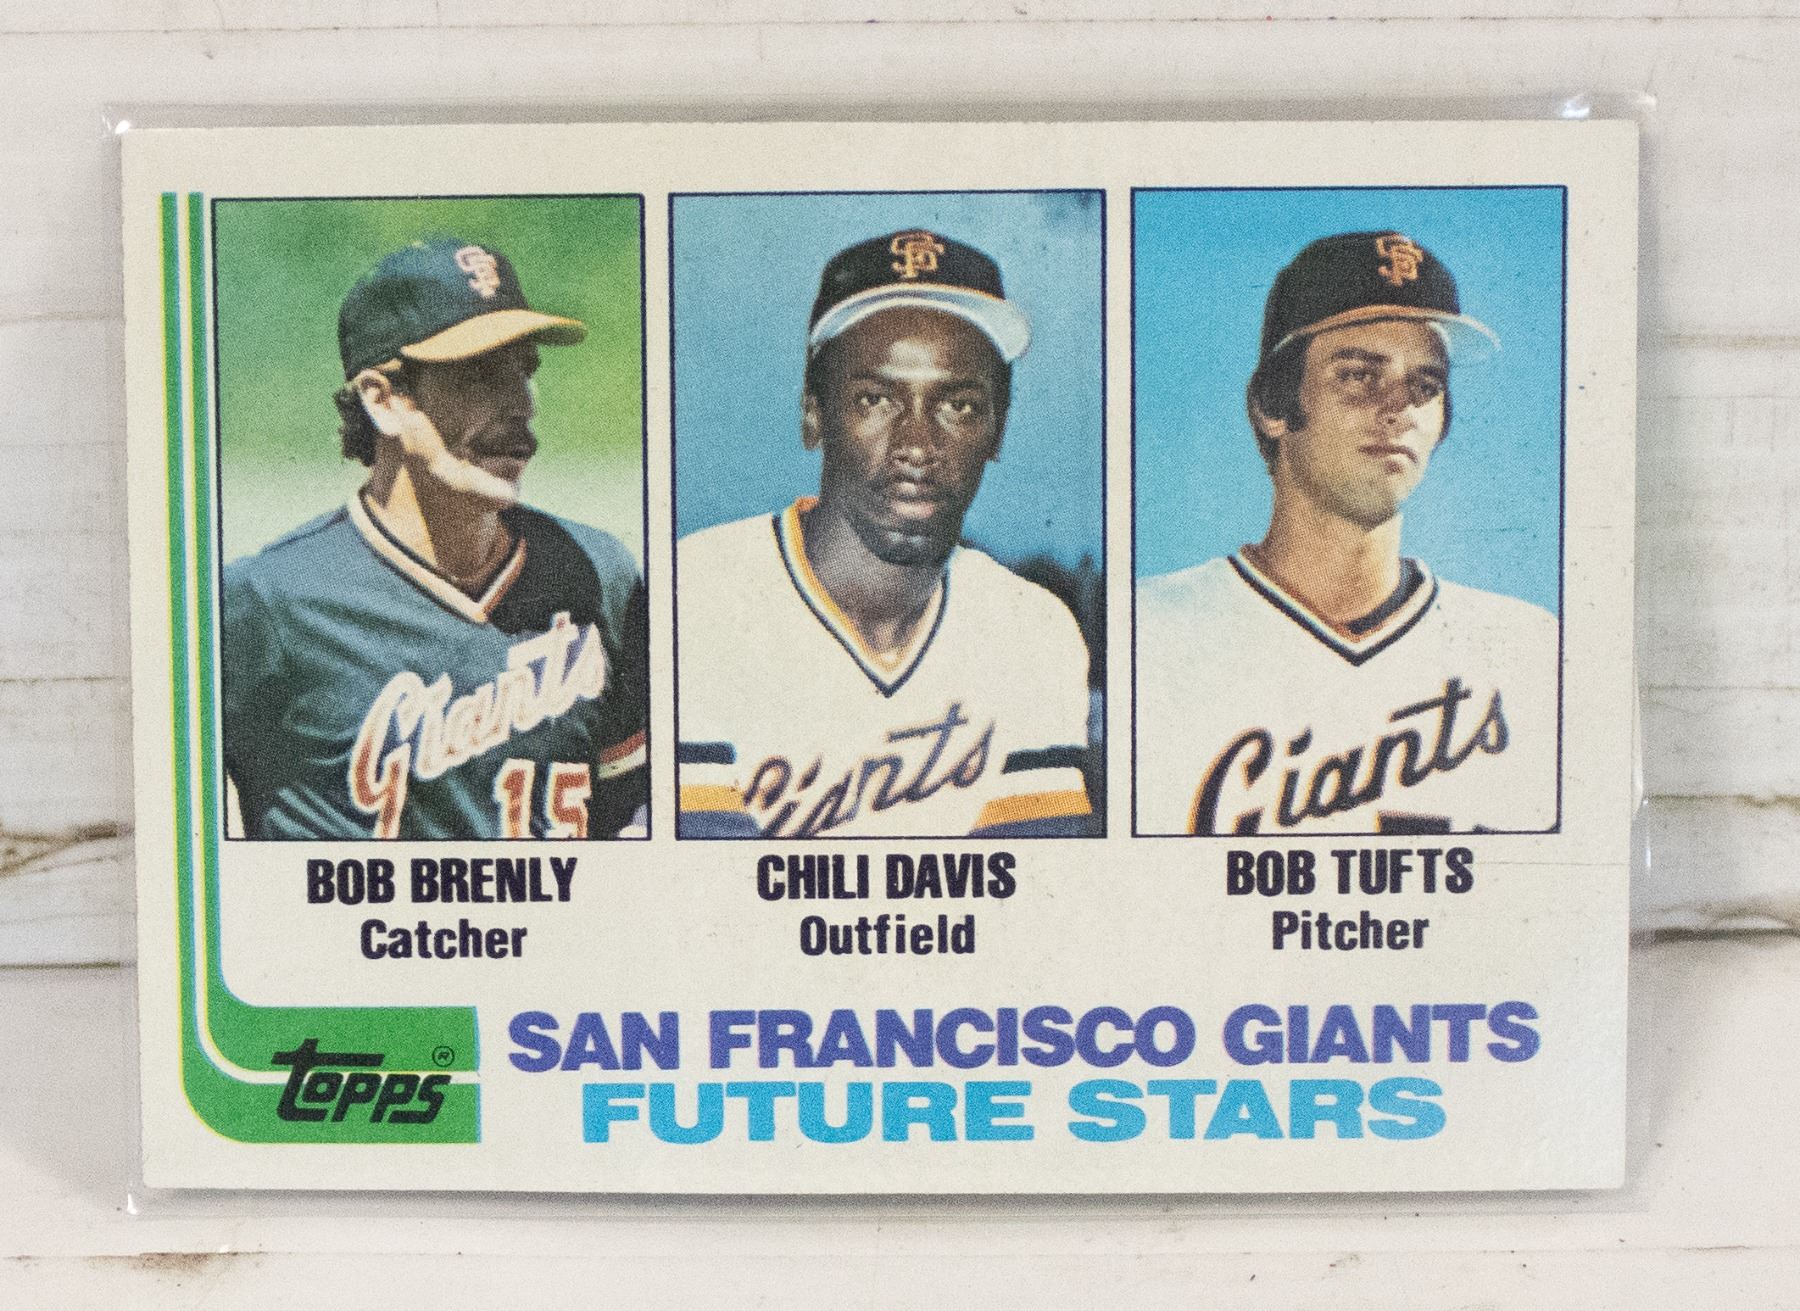 SF
SF
SF
Giants
15
Giants
Giants
BOB BRENLY
Catcher
CHILI DAVIS
Outfield
BOB TUFTS
Pitcher
TOPPS ®
SAN FRANCISCO GIANTS
FUTURE STARS